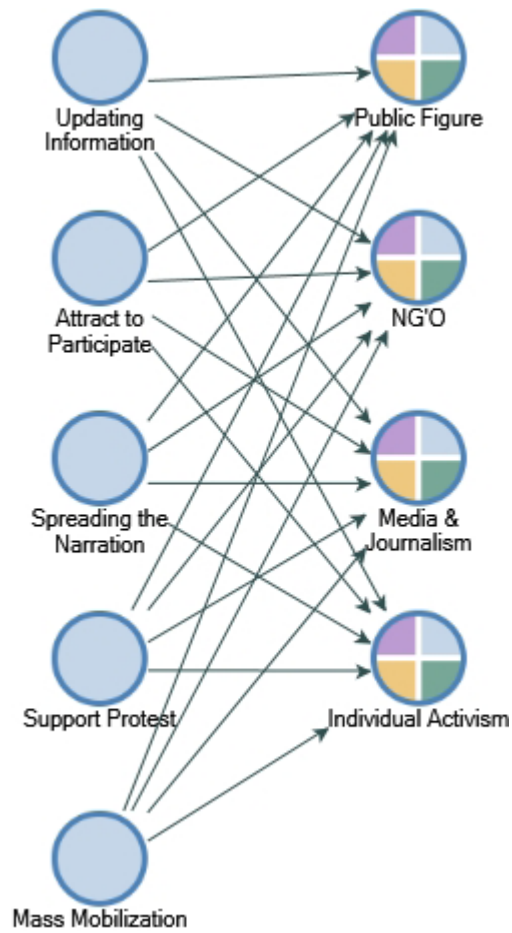 Updating
Information
Public Figure
Attract to
Participate
NG'O
Spreading the
Narration
Media &
Journalism
Support Protest
Individual Activism
Mass Mobilization